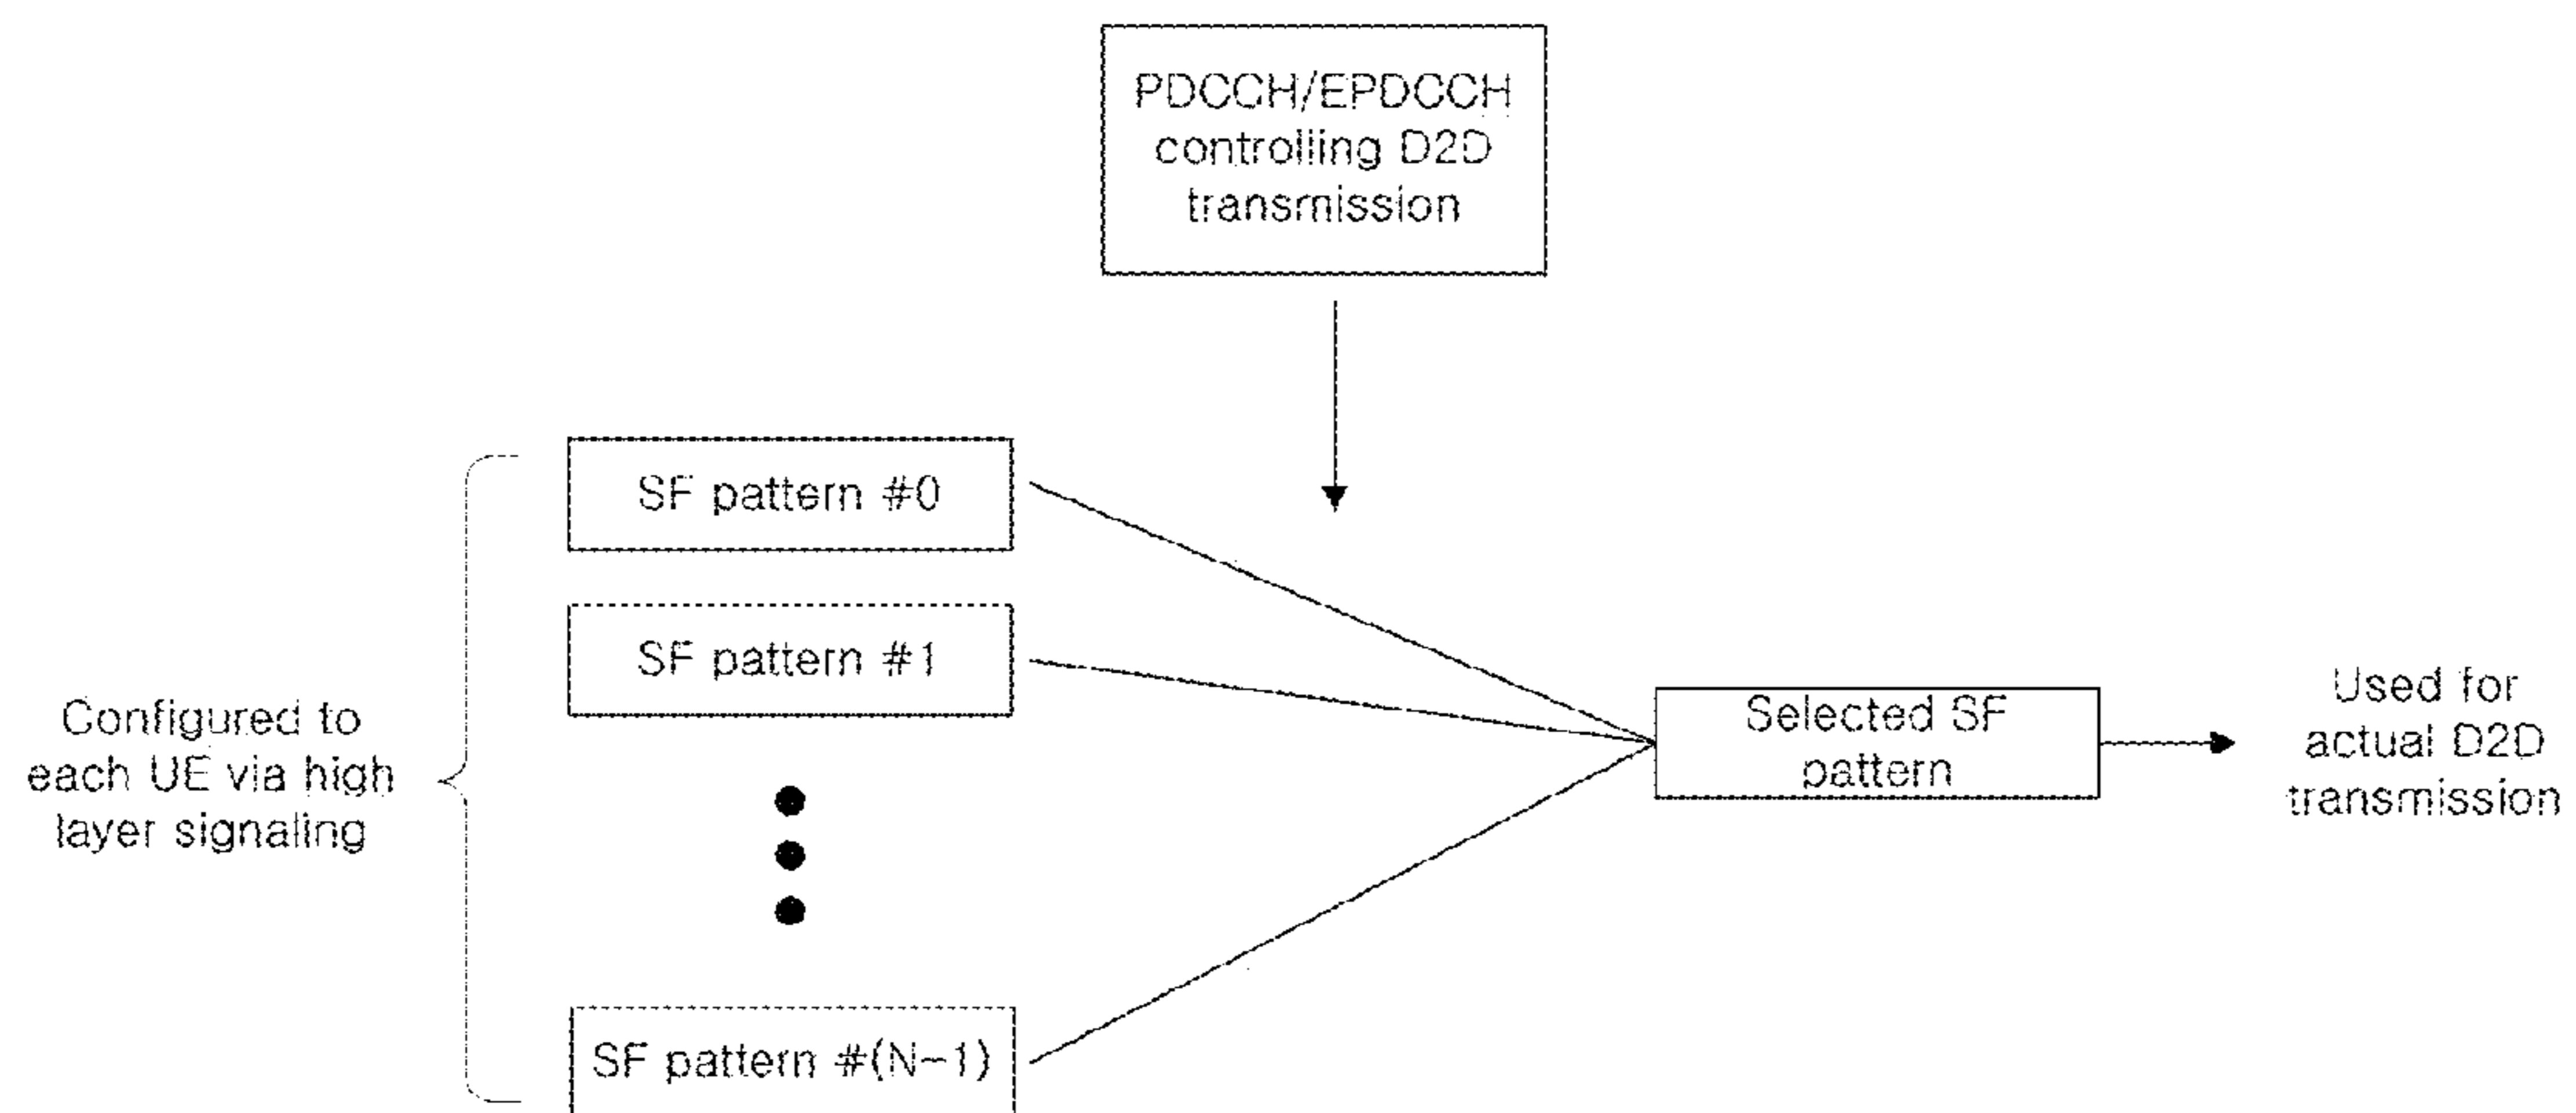 PDCCH/EPDCCH
controlling D2D
transmission
SF pattern #0
SF pattern #1
Configured to
each UE via high
layer signaling
Selected SF
pattern
Used for
actual D2D
transmission
SF pattern #(N-1)